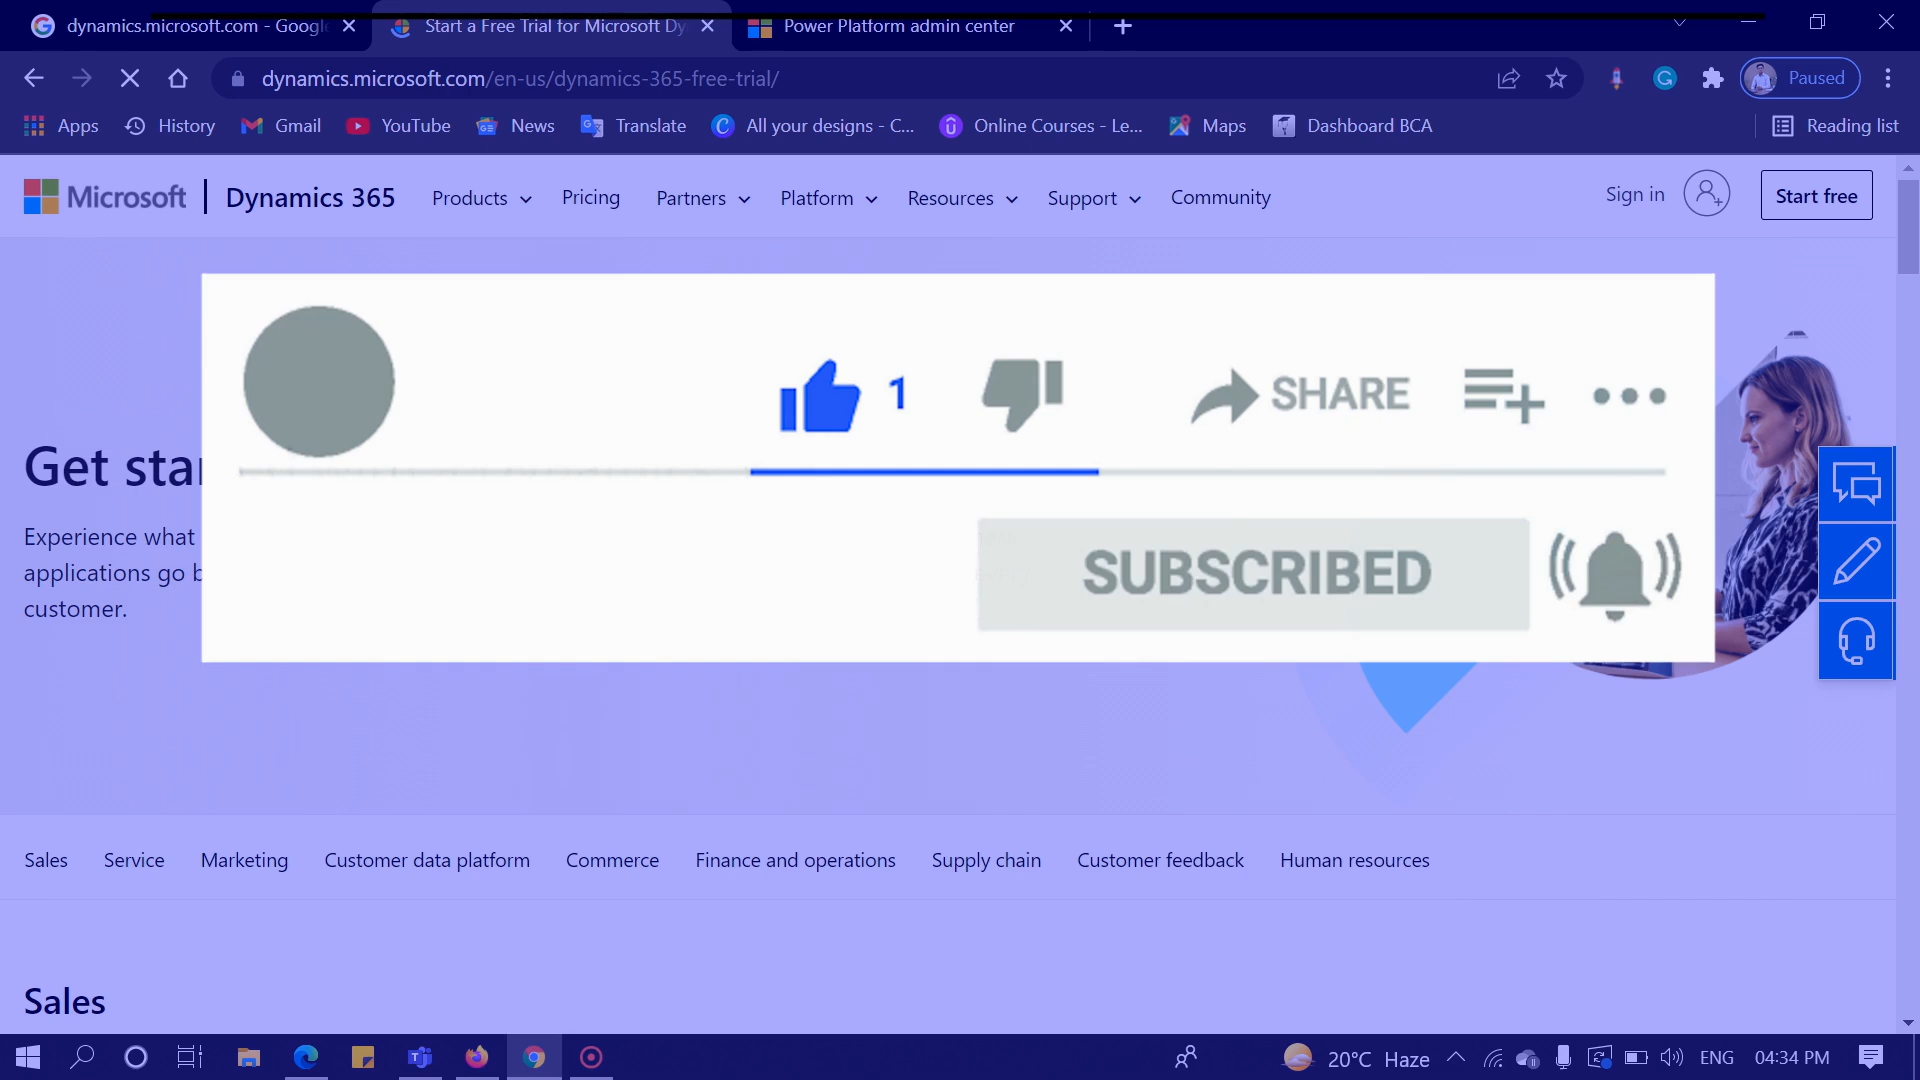 dynamics.microsoft.com - Google
Start a Free Trial for Microsoft Dy
Power Platform admin center
dynamics.microsoft.com/en-us/dynamics-365-free-trial/
Paused
Apps
History
Gmail
YouTube
News
Translate
All your designs - C...
Online Courses - Le...
Maps
Dashboard BCA
Reading list
Microsoft
Dynamics 365
Products
Pricing
Partners
Platform
Resources
Support
Community
Sign in
Start free
1
SHARE
Get star
Experience what
applications go b
customer.
SUBSCRIBED
Sales
Service
Marketing
Customer data platform
Commerce
Finance and operations
Supply chain
Customer feedback
Human resources
Sales
20°C Haze
ENG
04:34 PM